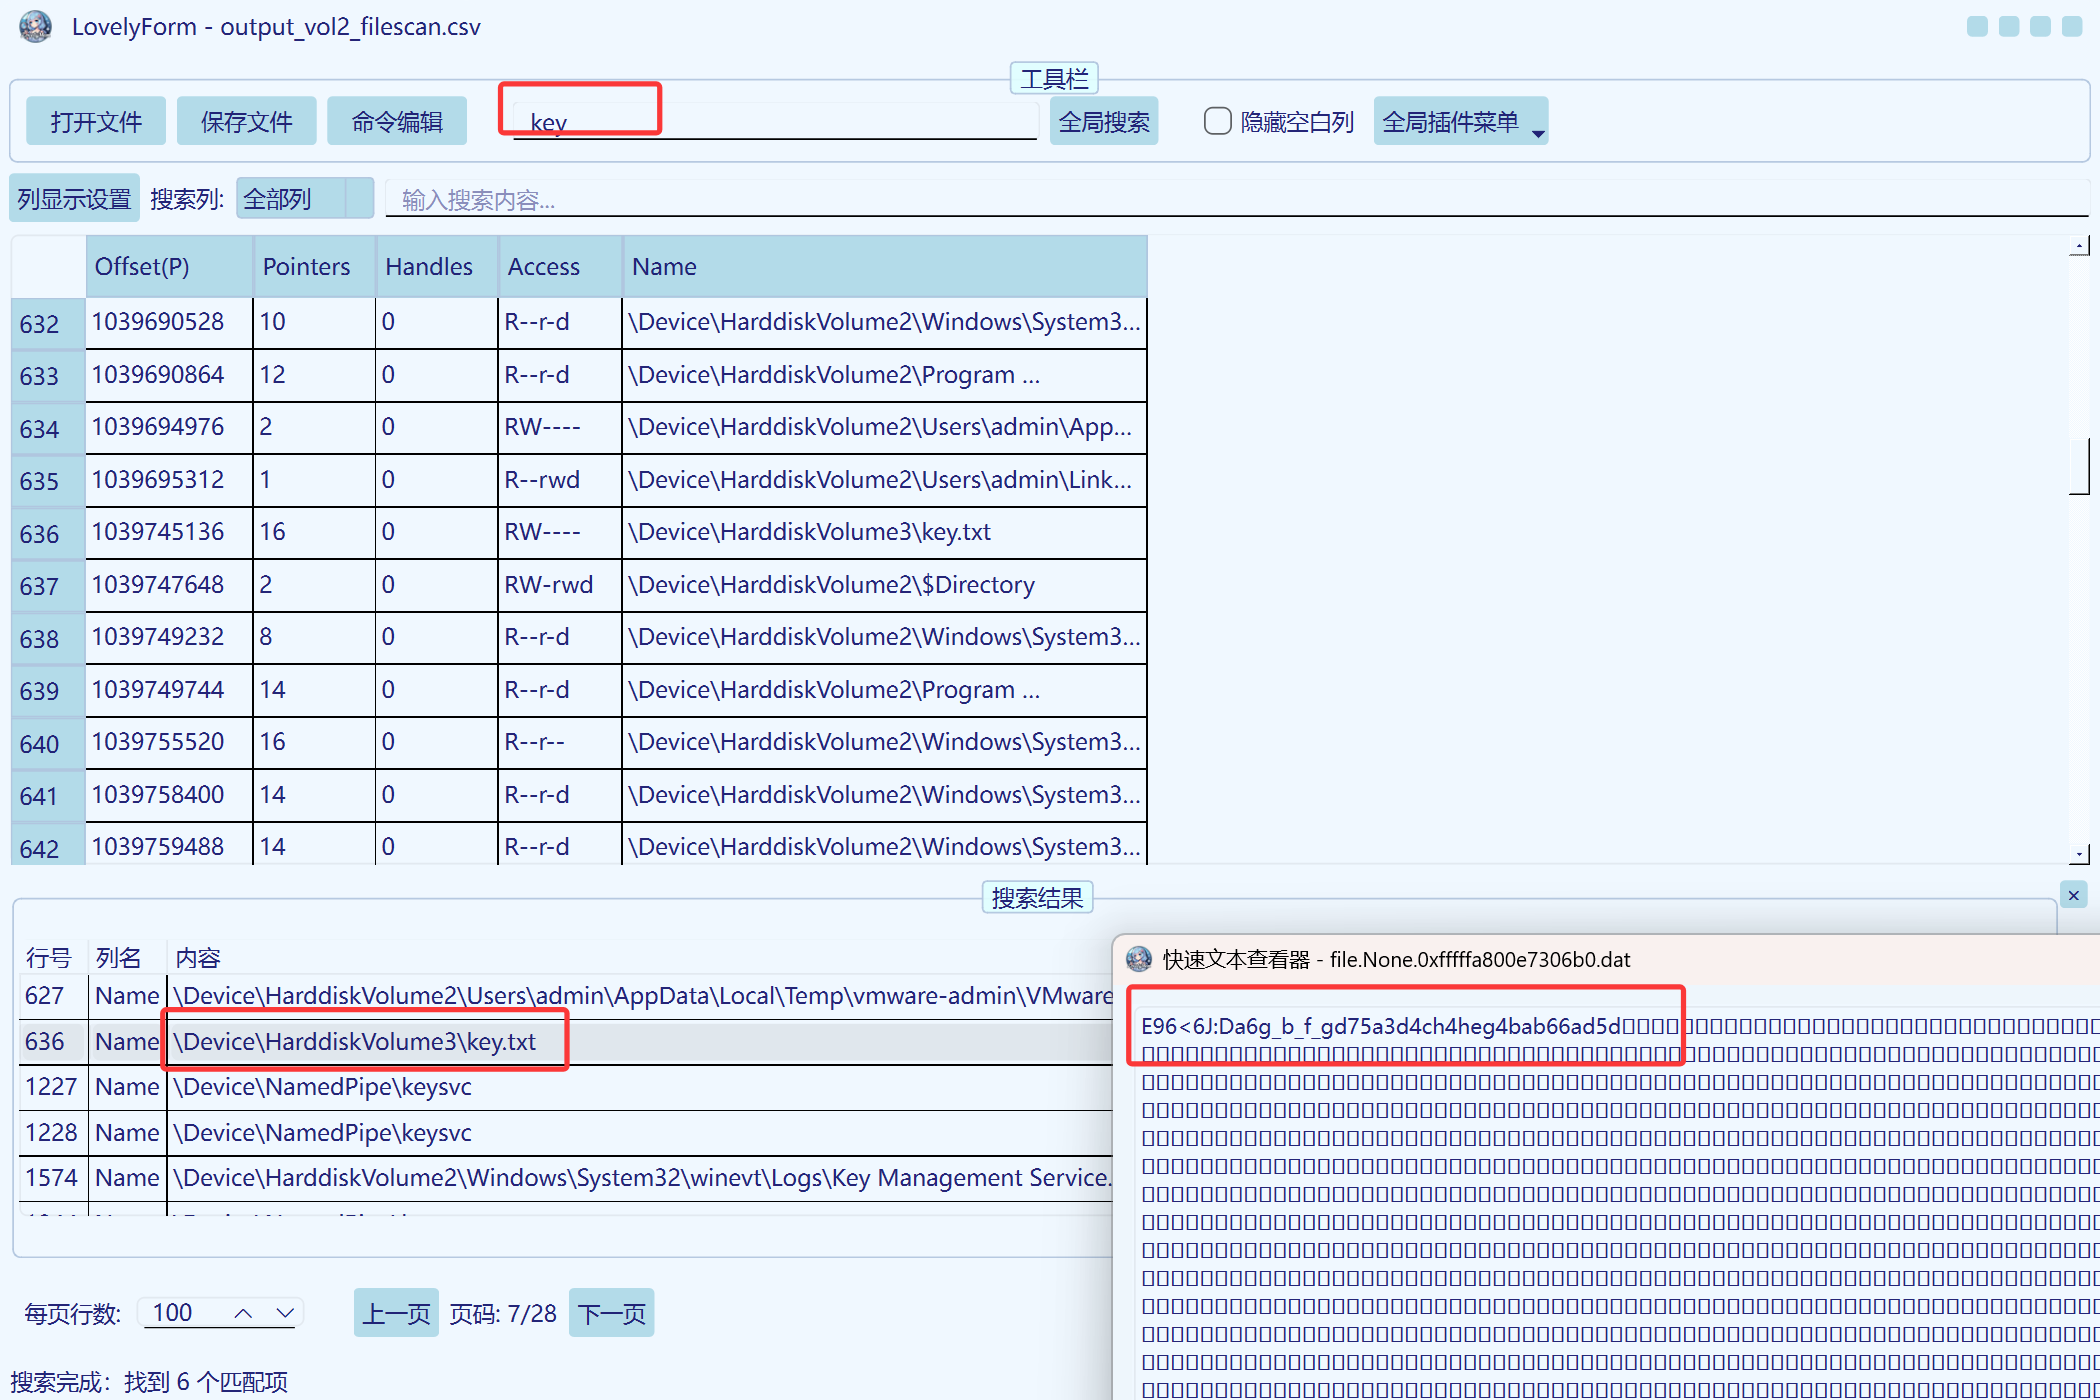 LovelyForm - output_vol2_filescan.csv
工具栏
打开文件 保存文件 命令编辑 key 全局搜索 隐藏空白列 全局插件菜单
列显示设置 搜索列: 全部列 输入搜索内容...
Offset(P) Pointers Handles Access Name
632 1039690528 10 0 R--r-d \Device\HarddiskVolume2\Windows\System3...
633 1039690864 12 0 R--r-d \Device\HarddiskVolume2\Program ...
634 1039694976 2 0 RW---- \Device\HarddiskVolume2\Users\admin\App...
635 1039695312 1 0 R--rwd \Device\HarddiskVolume2\Users\admin\Link...
636 1039745136 16 0 RW---- \Device\HarddiskVolume3\key.txt
637 1039747648 2 0 RW-rwd \Device\HarddiskVolume2\$Directory
638 1039749232 8 0 R--r-d \Device\HarddiskVolume2\Windows\System3...
639 1039749744 14 0 R--r-d \Device\HarddiskVolume2\Program ...
640 1039755520 16 0 R--r-- \Device\HarddiskVolume2\Windows\System3...
641 1039758400 14 0 R--r-d \Device\HarddiskVolume2\Windows\System3...
642 1039759488 14 0 R--r-d \Device\HarddiskVolume2\Windows\System3...
搜索结果
行号 列名 内容
627 Name \Device\HarddiskVolume2\Users\admin\AppData\Local\Temp\vmware-admin\VMware
636 Name \Device\HarddiskVolume3\key.txt
1227 Name \Device\NamedPipe\keysvc
1228 Name \Device\NamedPipe\keysvc
1574 Name \Device\HarddiskVolume2\Windows\System32\winevt\Logs\Key Management Service.
快速文本查看器 - file.None.0xfffffa800e7306b0.dat
E96<6J:Da6g_b_f_gd75a3d4ch4heg4bab66ad5d
每页行数: 100 上一页 页码: 7/28 下一页
搜索完成：找到 6 个匹配项